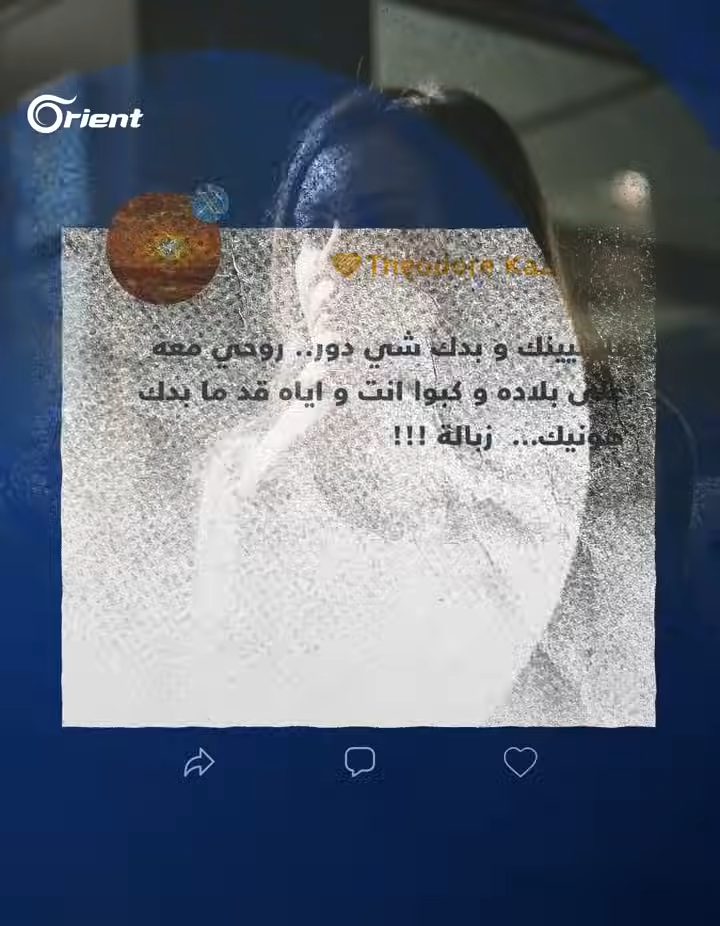 Orient
Theodore
و بدك شي دور.. روحي معه
بلاده و كبوا انت و اياه قد ما بدك
هونيك... زبالة !!!